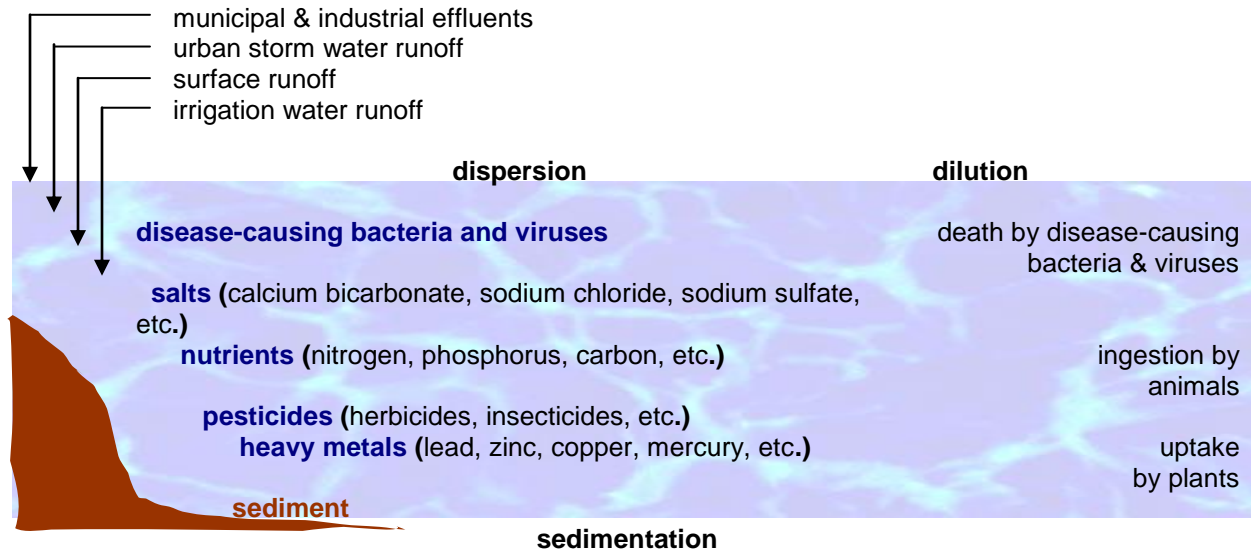 municipal & industrial effluents
urban storm water runoff
surface runoff
irrigation water runoff
dispersion
dilution
disease-causing bacteria and viruses
death by disease-causing
bacteria & viruses
salts (calcium bicarbonate, sodium chloride, sodium sulfate,
etc.)
nutrients (nitrogen, phosphorus, carbon, etc.)
ingestion by
animals
pesticides (herbicides, insecticides, etc.)
heavy metals (lead, zinc, copper, mercury, etc.)
uptake
by plants
sediment
sedimentation